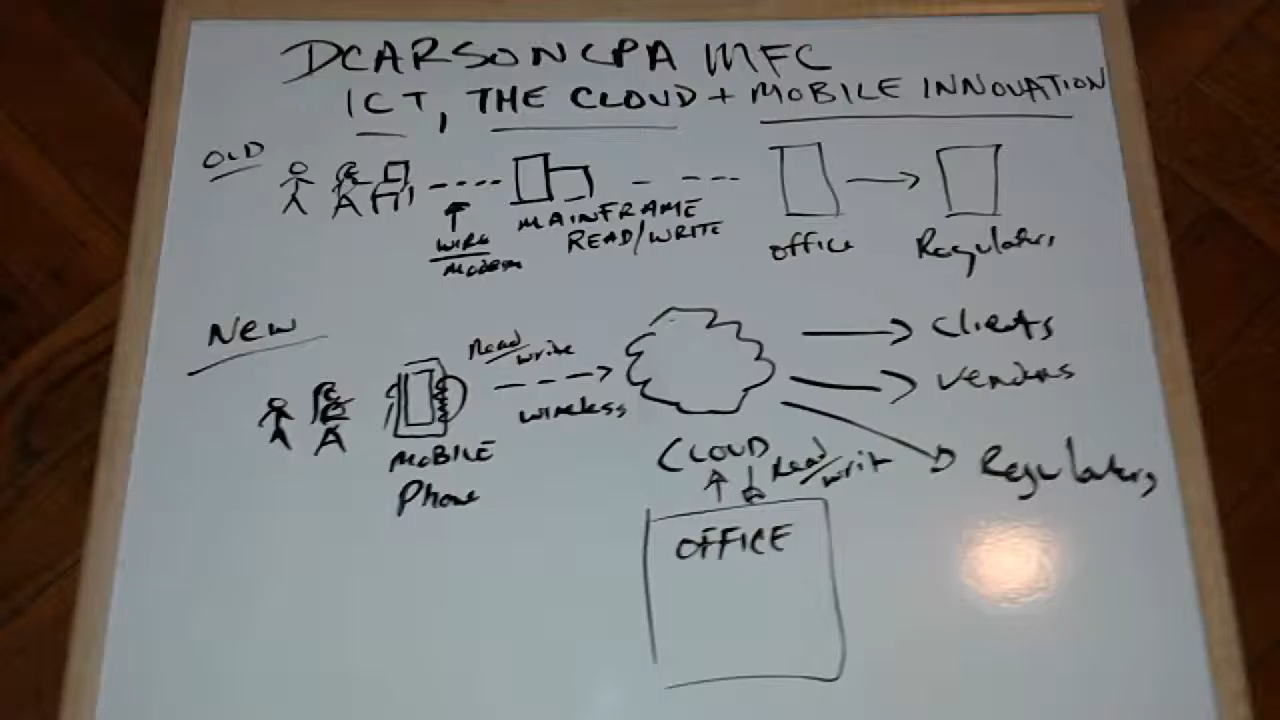 DCARSONCPA MFC
ICT, THE CLOUD + MOBILE INNOVATION
OLD
WIRE
MODEM
MAINFRAME
READ/WRITE
office
Regulators
New
Read/write
wireless
MOBILE
Phone
CLOUD
Read/write
Clients
Vendors
Regulators
OFFICE